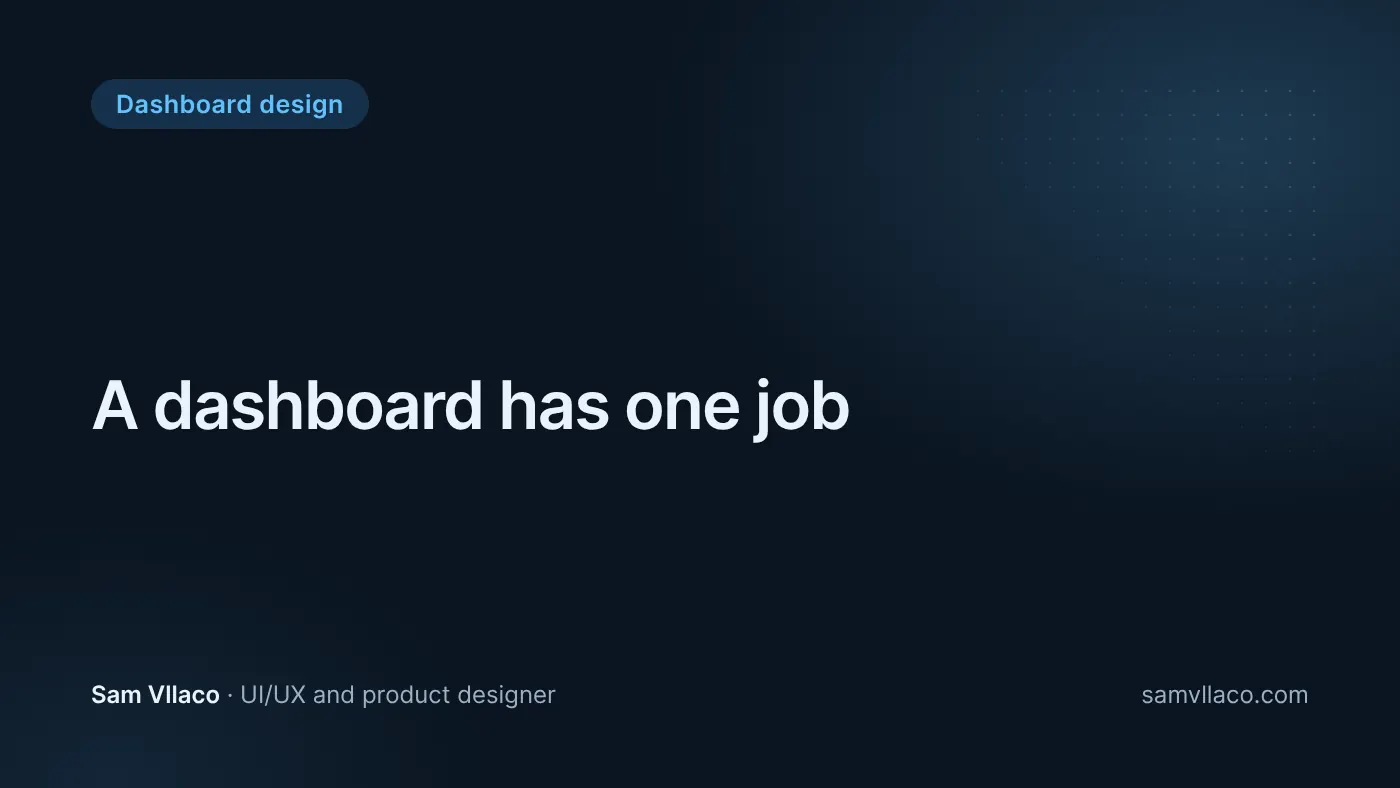 Dashboard design
A dashboard has one job
Sam Vllaco · UI/UX and product designer
samvllaco.com